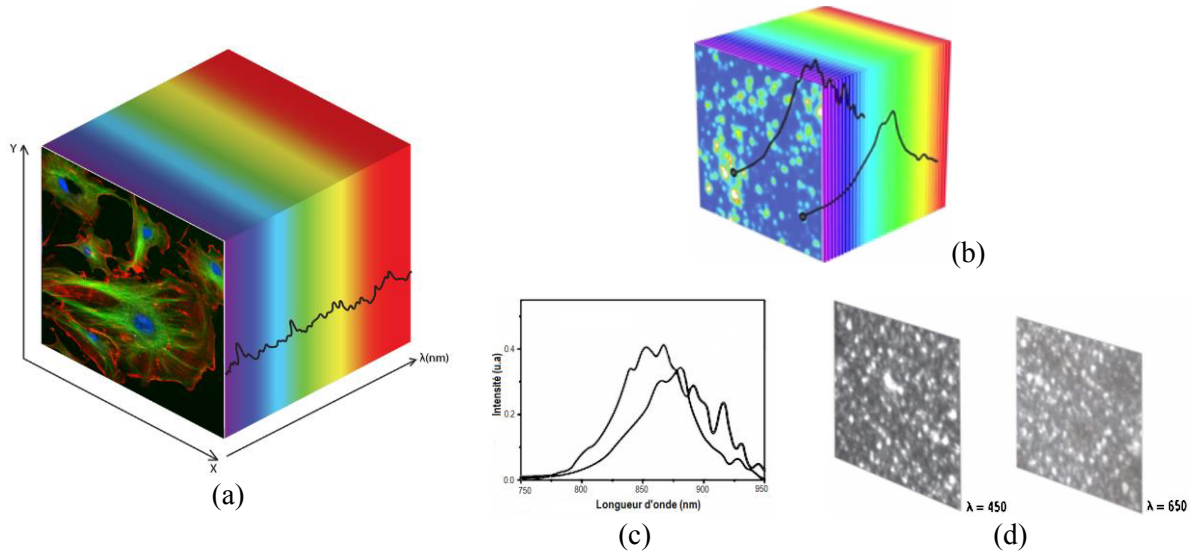 Y
X
λ(nm)
(a)
(b)
Intensité (u.a)
0.4
0.2
0.0
750
800
850
900
950
Longueur d'onde (nm)
(c)
λ = 450
λ = 650
(d)